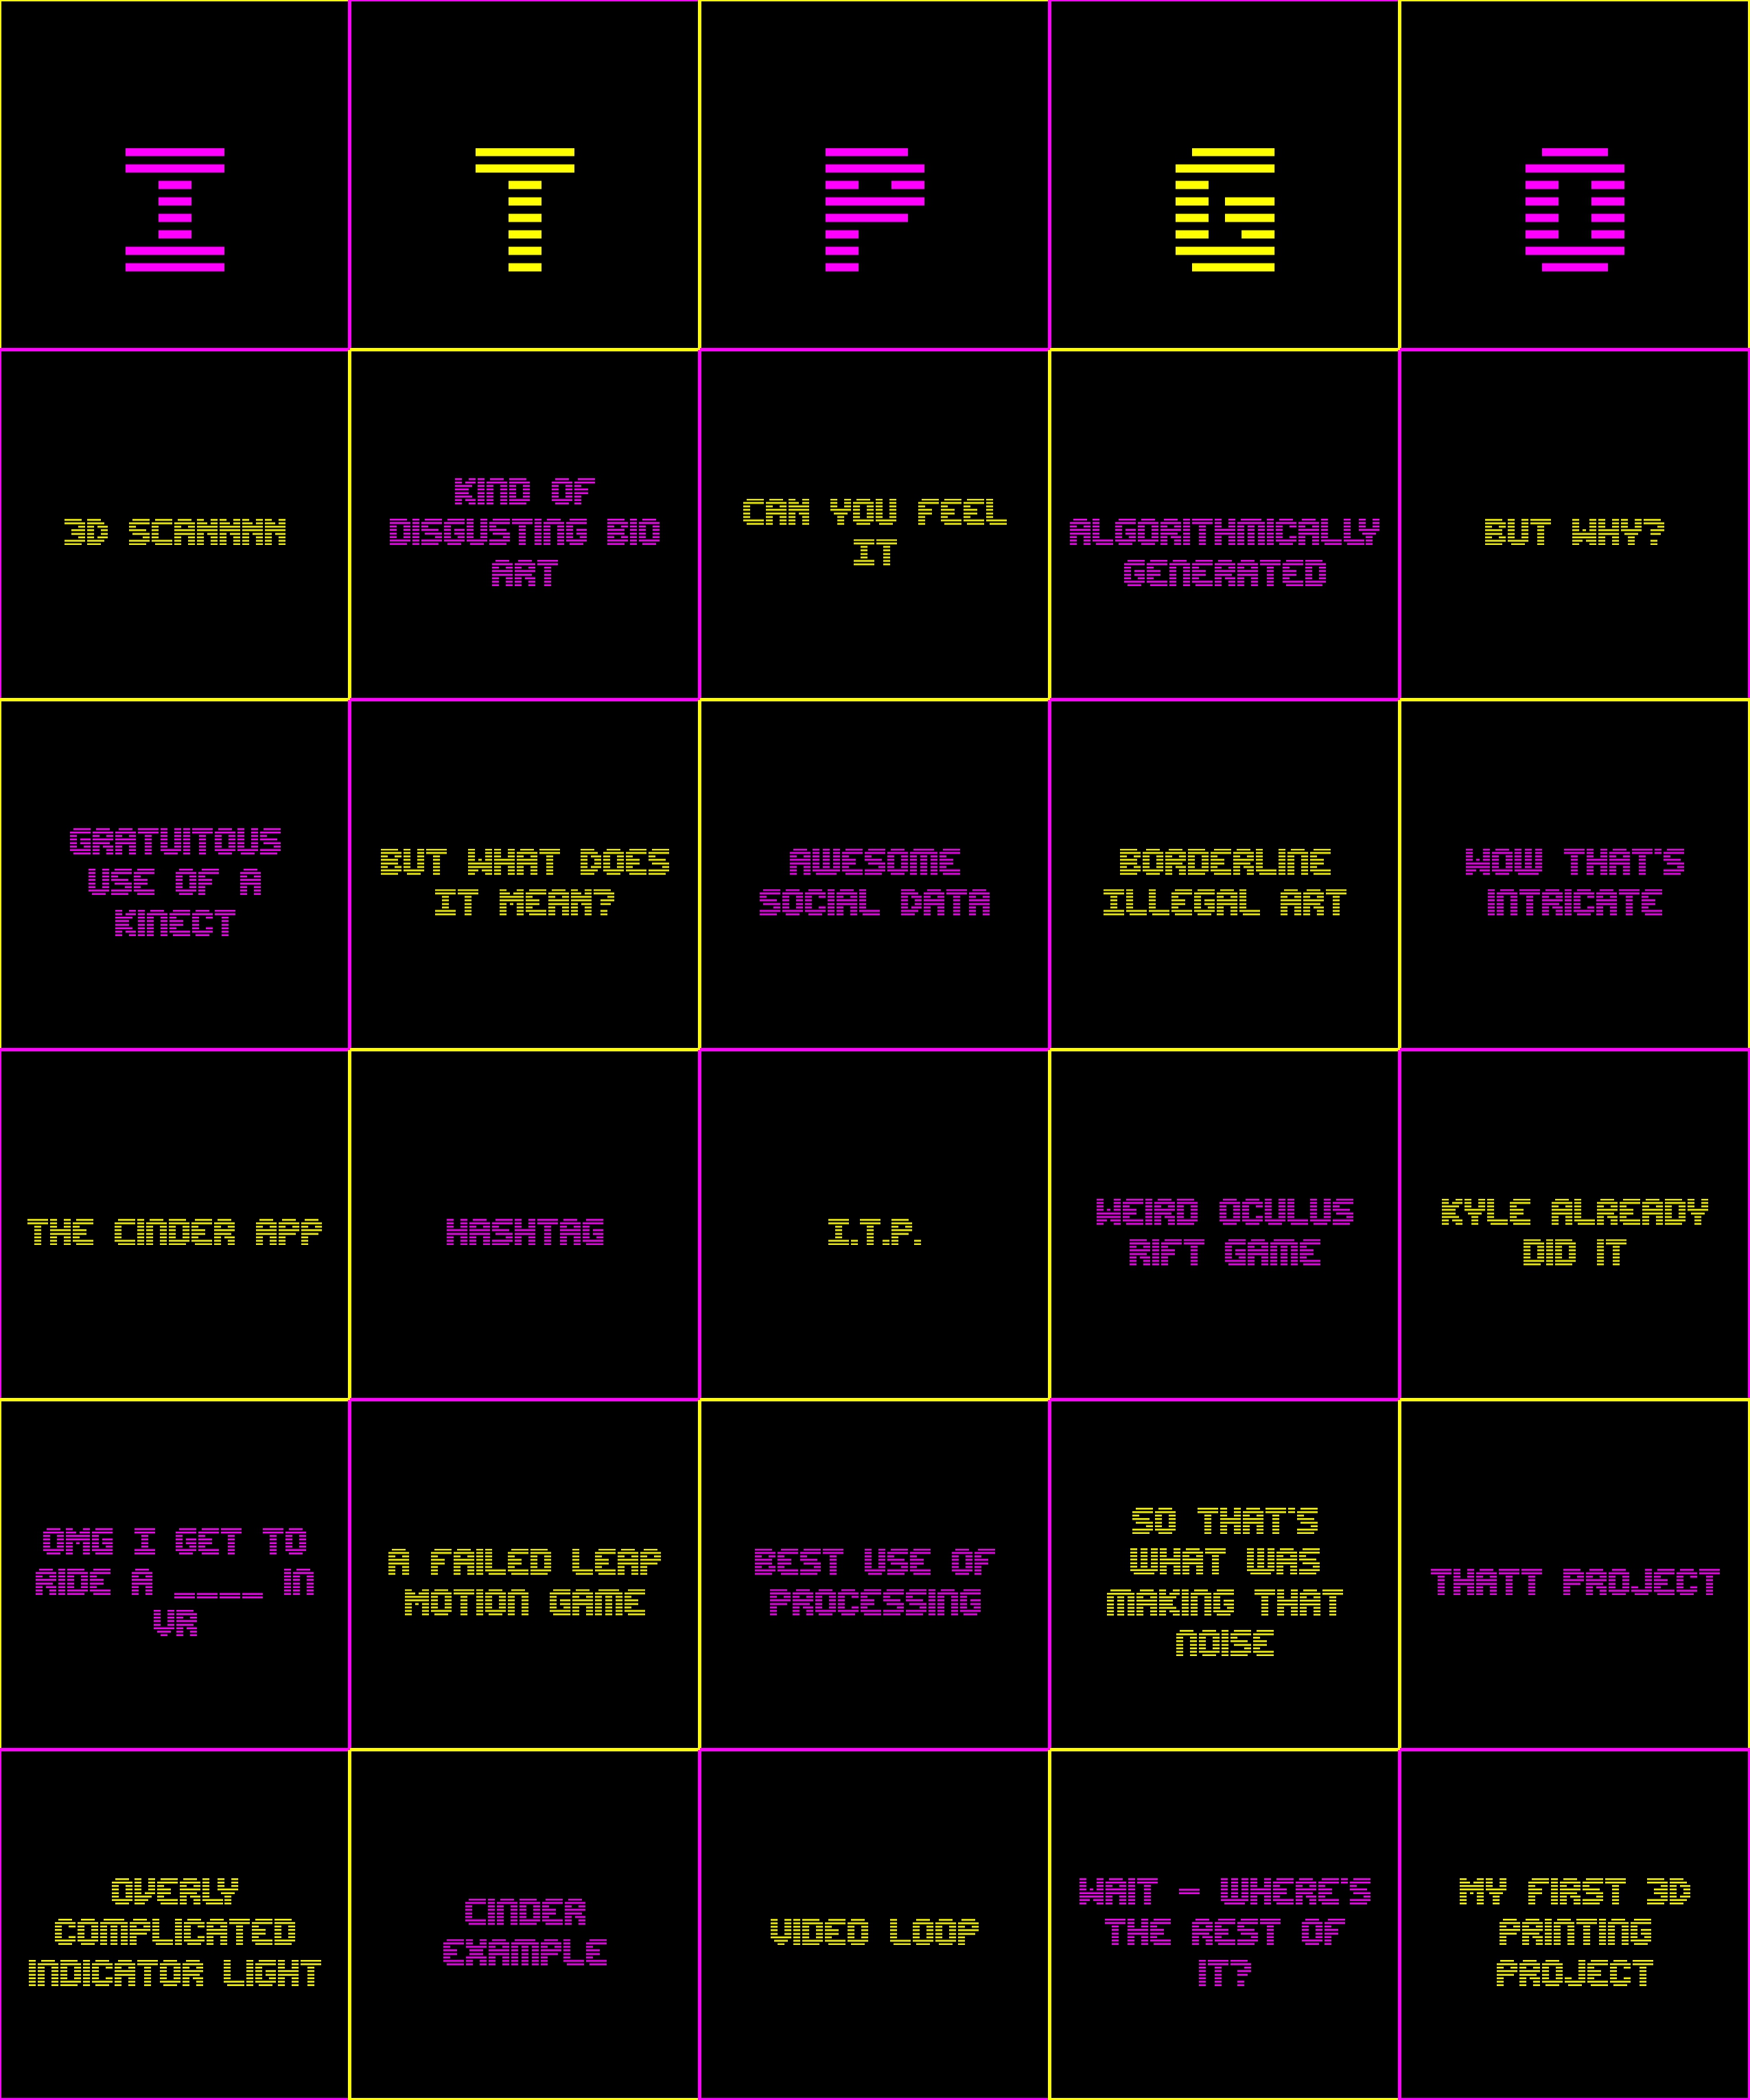 I
T
P
G
O
3D SCANNNN
KIND OF
DISGUSTING BIO
ART
CAN YOU FEEL
IT
ALGORITHMICALLY
GENERATED
BUT WHY?
GRATUITOUS
USE OF A
KINECT
BUT WHAT DOES
IT MEAN?
AWESOME
SOCIAL DATA
BORDERLINE
ILLEGAL ART
WOW THAT'S
INTRICATE
THE CINDER APP
HASHTAG
I.T.P.
WEIRD OCULUS
RIFT GAME
KYLE ALREADY
DID IT
OMG I GET TO
RIDE A ____ IN
VR
A FAILED LEAP
MOTION GAME
BEST USE OF
PROCESSING
SO THAT'S
WHAT WAS
MAKING THAT
NOISE
THATT PROJECT
OVERLY
COMPLICATED
INDICATOR LIGHT
CINDER
EXAMPLE
VIDEO LOOP
WAIT - WHERE'S
THE REST OF
IT?
MY FIRST 3D
PRINTING
PROJECT